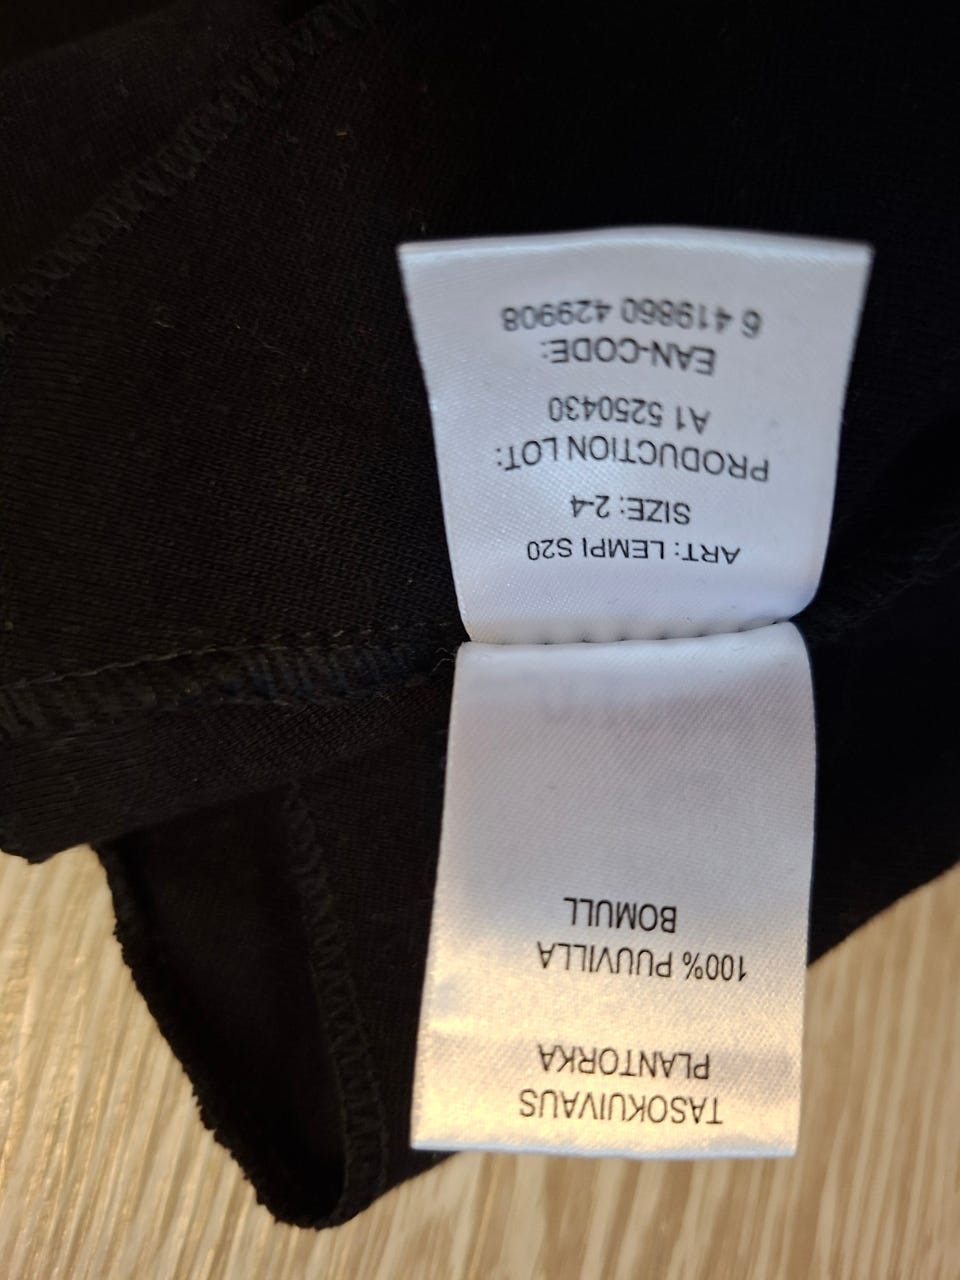 TASOKUIVAUS
PLANTORKA
100% PUUVILLA
BOMULL
ART: LEMPI S20
SIZE: 2-4
PRODUCTION LOT:
A1 5250430
EAN-CODE:
6 419860 429908